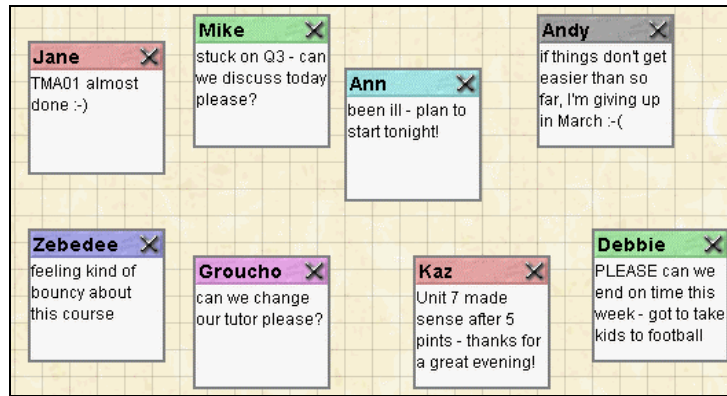 Jane
TMA01 almost
done :-)
Mike
stuck on Q3 - can
we discuss today
please?
Ann
been ill - plan to
start tonight!
Andy
if things don't get
easier than so
far, I'm giving up
in March :-(
Zebedee
feeling kind of
bouncy about
this course
Groucho
can we change
our tutor please?
Kaz
Unit 7 made
sense after 5
pints - thanks for
a great evening!
Debbie
PLEASE can we
end on time this
week - got to take
kids to football